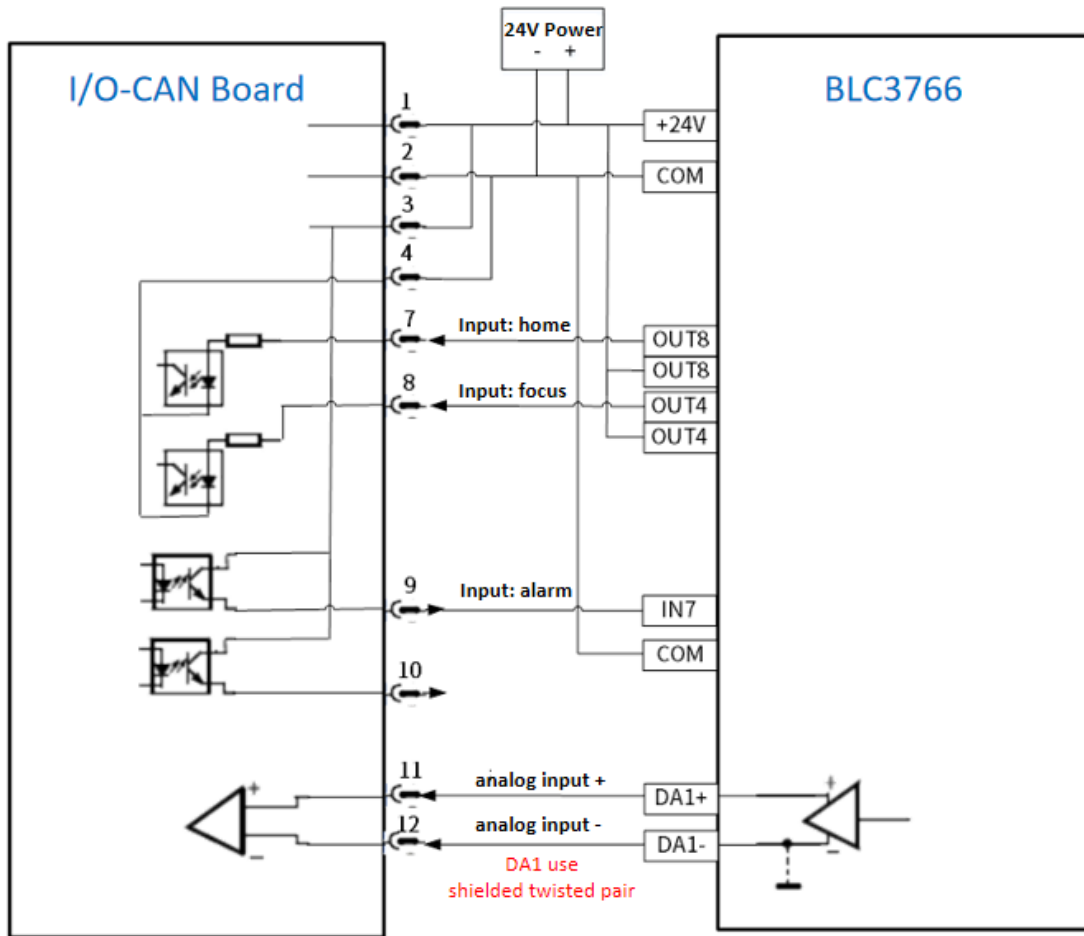 24V Power
- +
I/O-CAN Board
BLC3766
1
+24V
2
COM
3
4
7
Input: home
OUT8
OUT8
8
Input: focus
OUT4
OUT4
9
Input: alarm
IN7
COM
10
11
analog input +
DA1+
+
+
12
analog input -
DA1-
-
-
DA1 use
shielded twisted pair